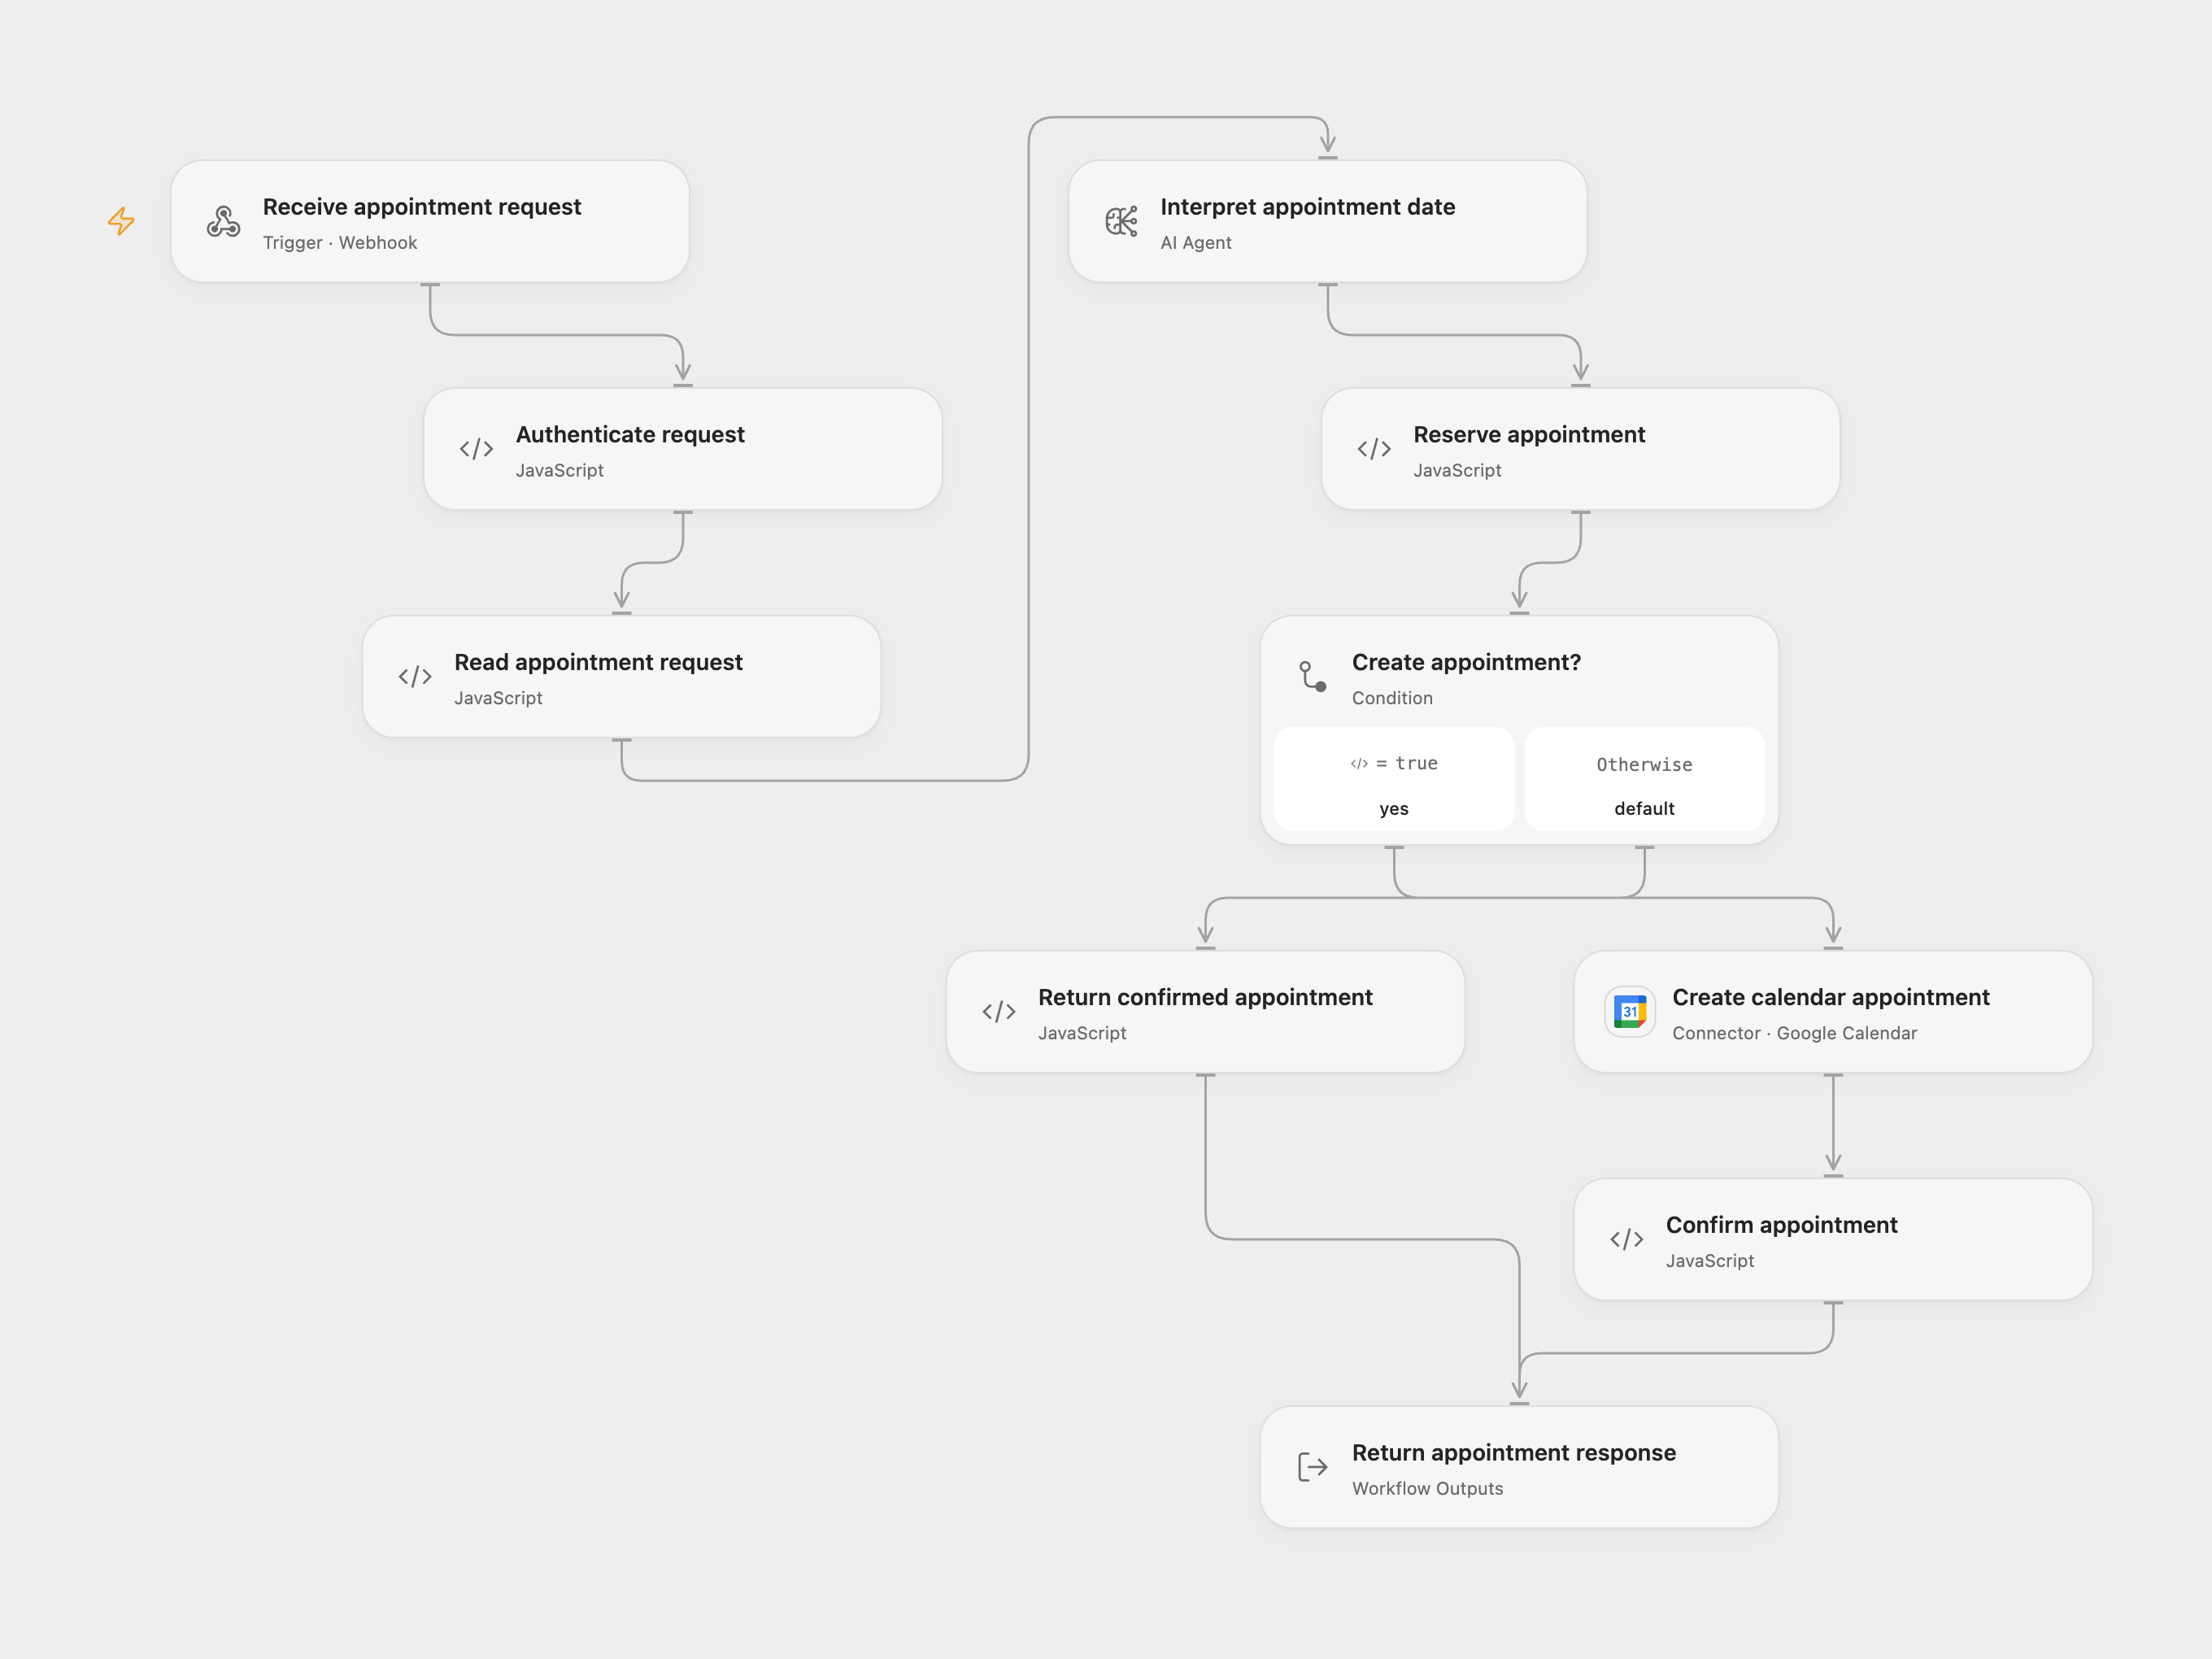 Receive appointment request
Trigger · Webhook
Authenticate request
JavaScript
Read appointment request
JavaScript
Interpret appointment date
AI Agent
Reserve appointment
JavaScript
Create appointment?
Condition
</> = true
yes
Otherwise
default
Return confirmed appointment
JavaScript
31
Create calendar appointment
Connector · Google Calendar
Confirm appointment
JavaScript
Return appointment response
Workflow Outputs